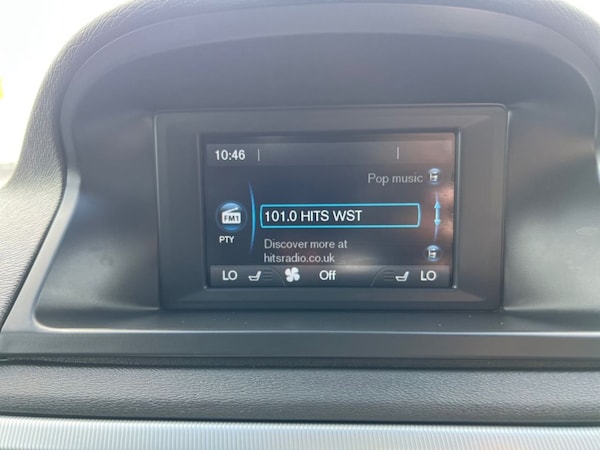 10:46
Pop music
FM1
101.0 HITS WST
PTY
Discover more at
hitsradio.co.uk
LO Off LO